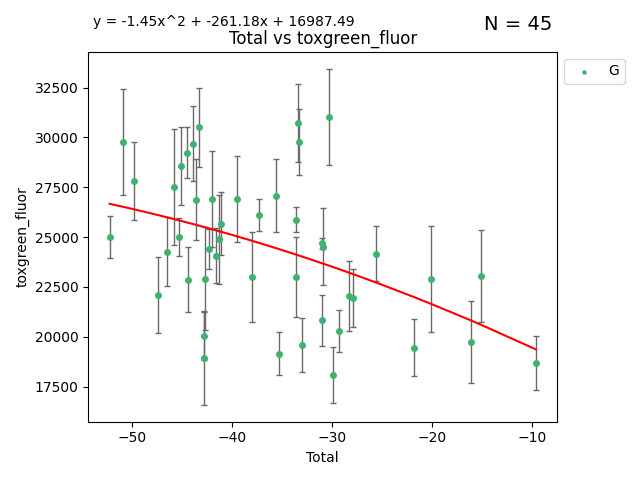 y = -1.45x^2 + -261.18x + 16987.49
N = 45
Total vs toxgreen_fluor
G
32500
30000
27500
25000
22500
20000
17500
toxgreen_fluor
−50 −40 −30 −20 −10
Total